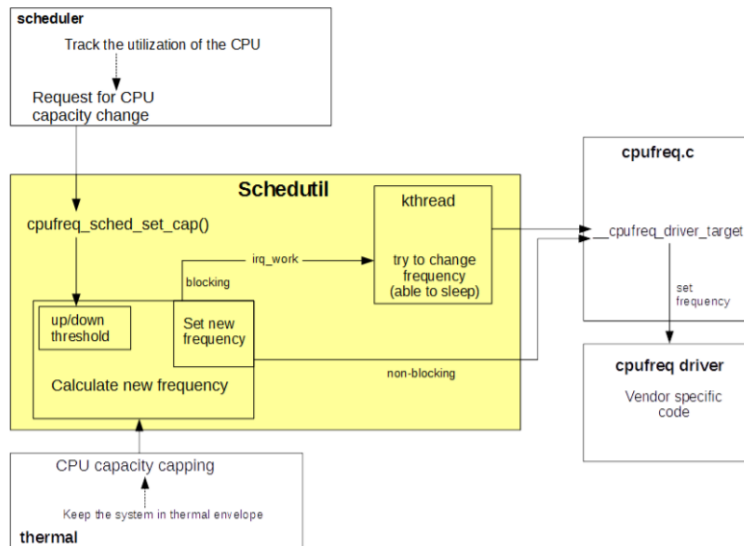 scheduler
Track the utilization of the CPU
Request for CPU
capacity change
Schedutil
cpufreq_sched_set_cap()
kthread
try to change
frequency
(able to sleep)
irq_work
blocking
up/down
threshold
Set new
frequency
Calculate new frequency
non-blocking
cpufreq.c
__cpufreq_driver_target
set
frequency
cpufreq driver
Vendor specific
code
CPU capacity capping
Keep the system in thermal envelope
thermal